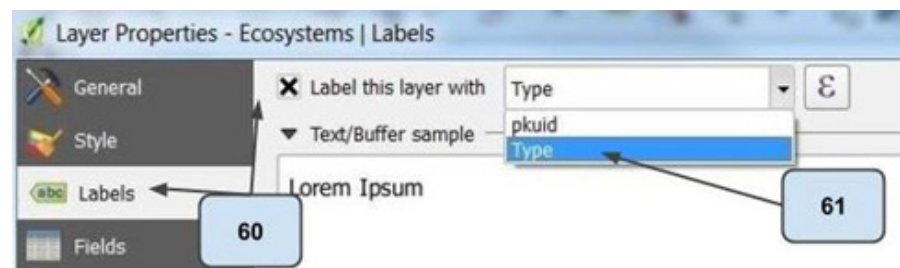 Layer Properties - Ecosystems | Labels
General
Label this layer with
Type
ε
Style
Text/Buffer sample
pkuid
Type
abc
Labels
Lorem Ipsum
61
60
Fields